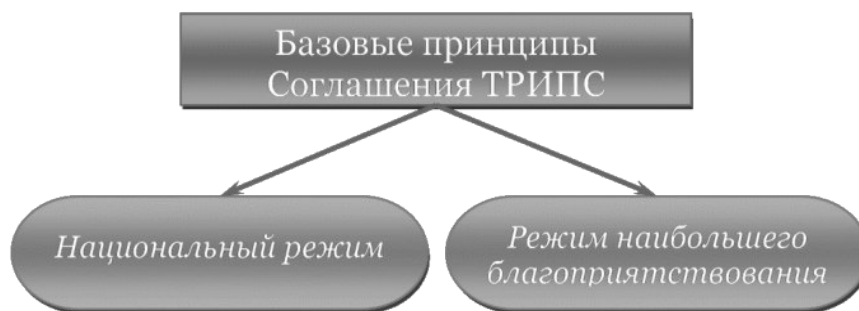 Базовые принципы
Соглашения ТРИПС
Национальный режим
Режим наибольшего
благоприятствования